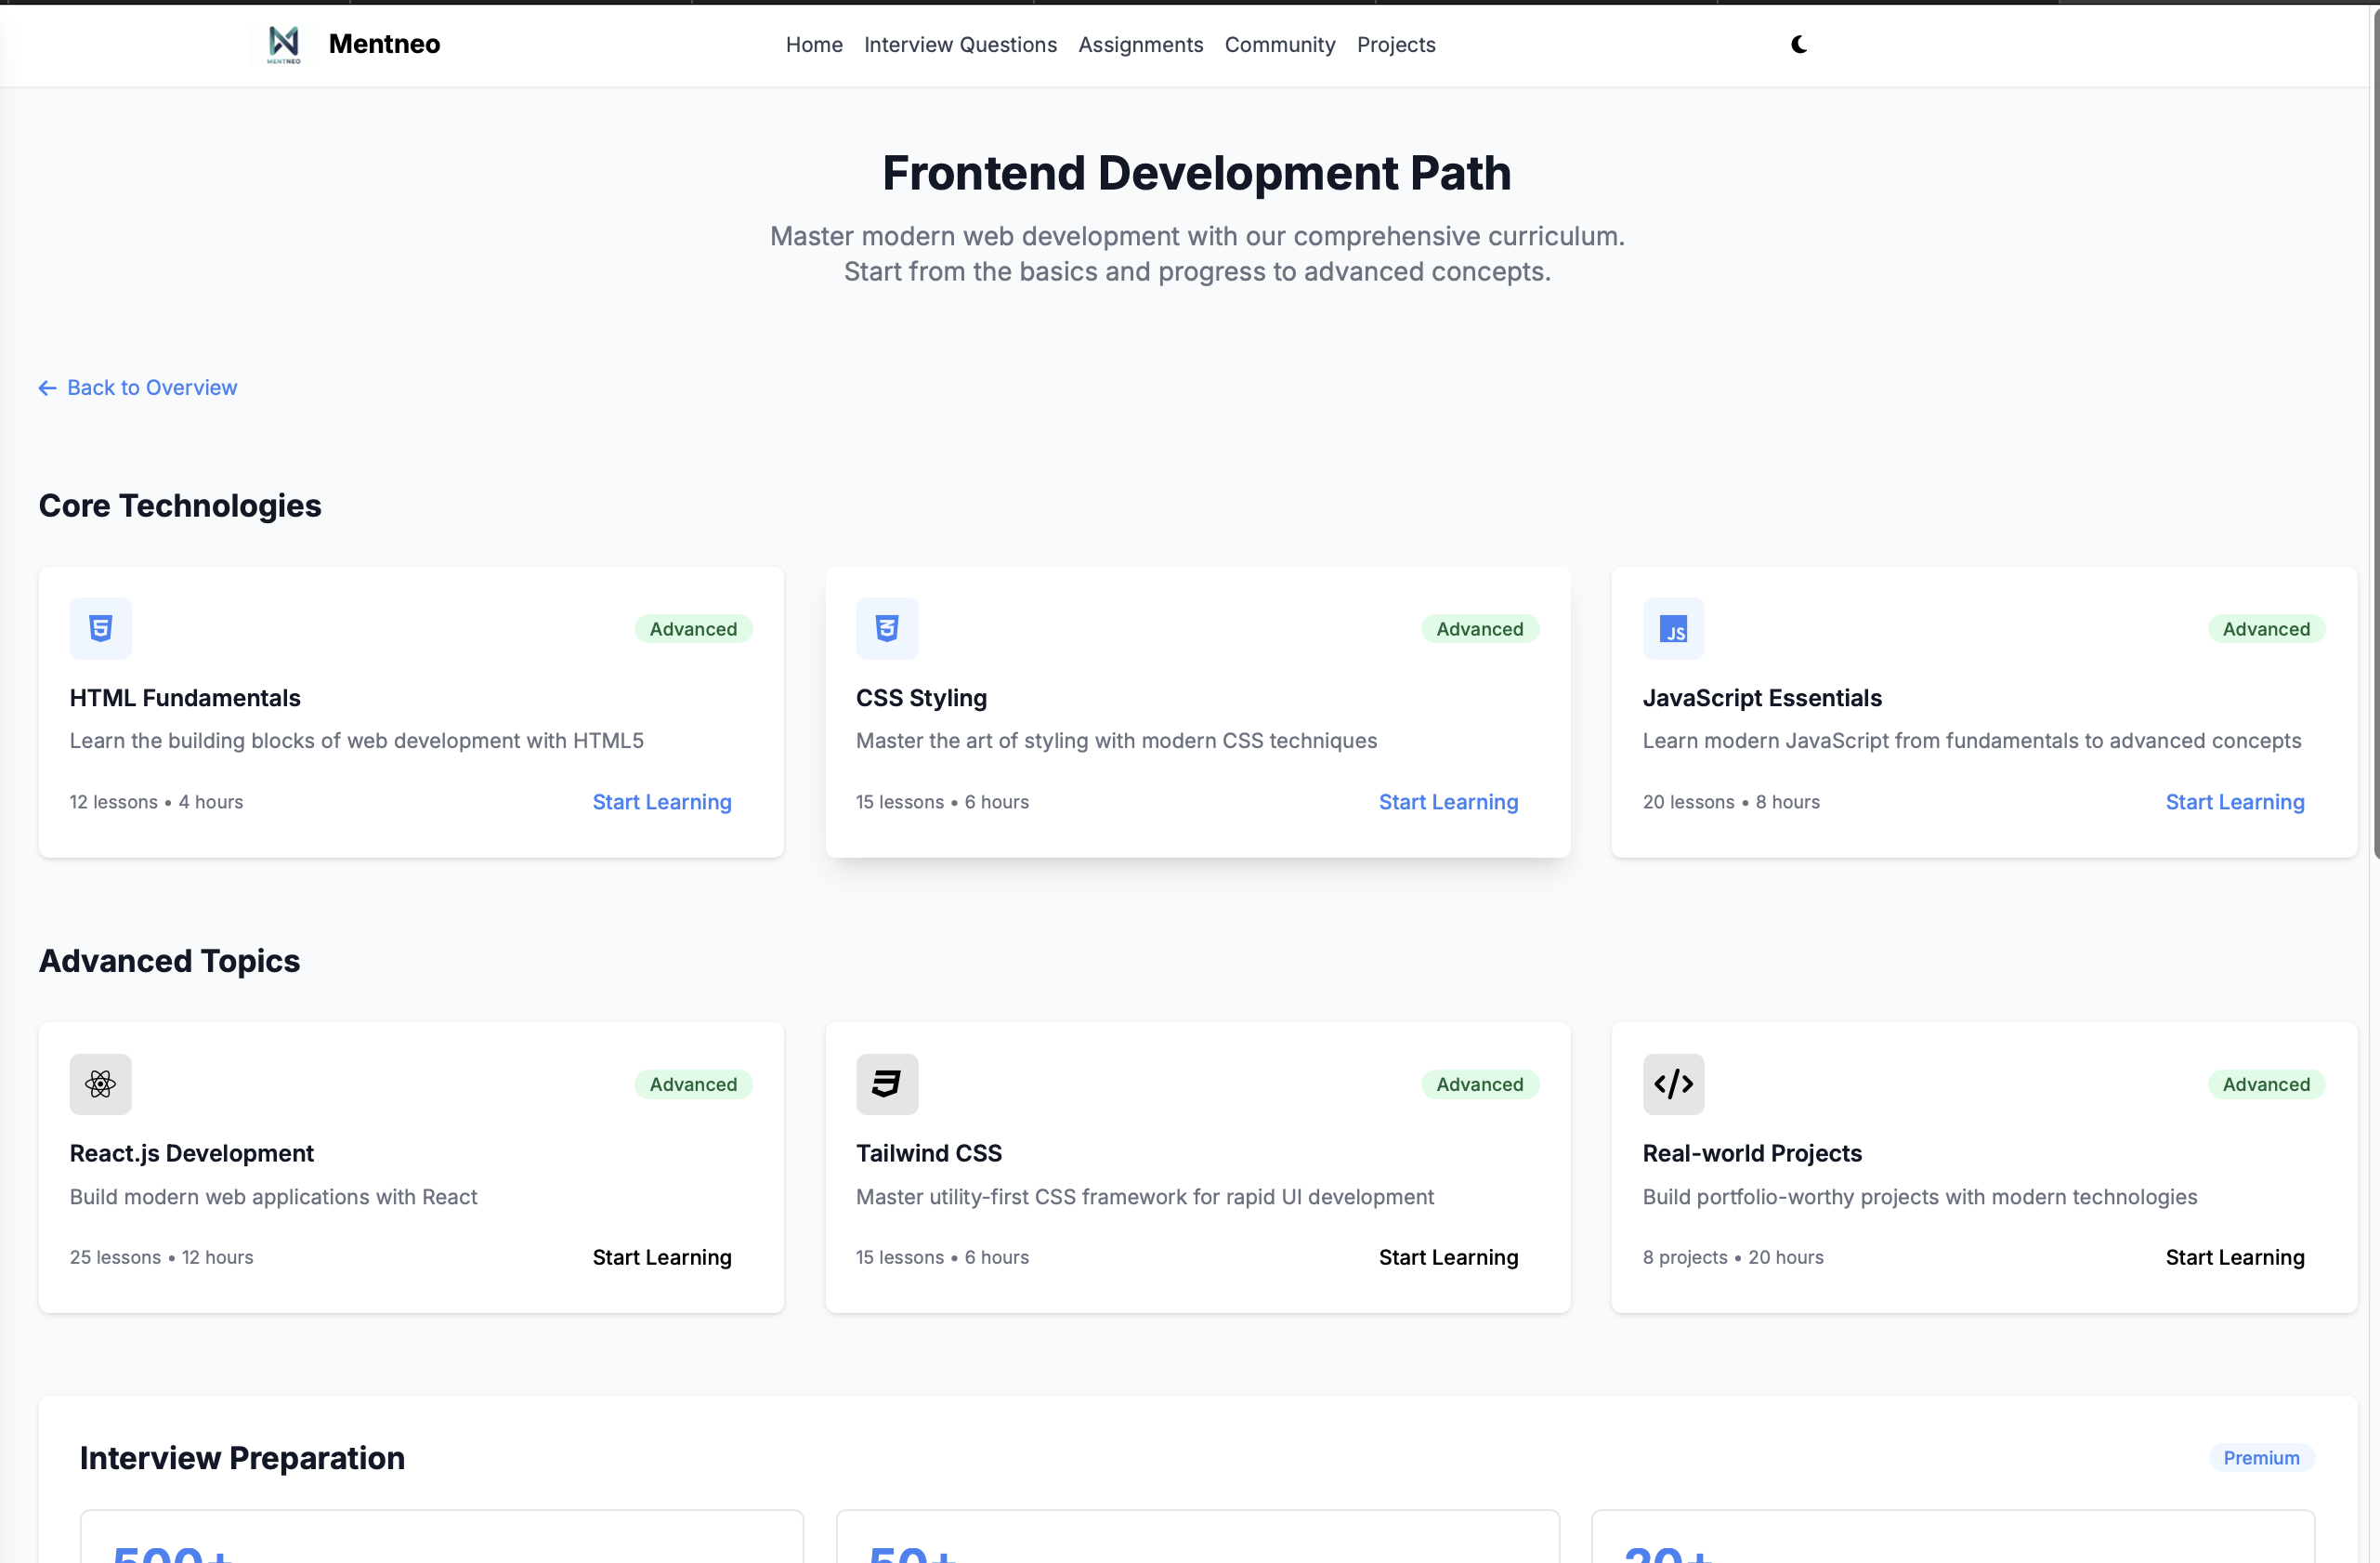 MENTNEO
Mentneo
Home Interview Questions Assignments Community Projects
Frontend Development Path
Master modern web development with our comprehensive curriculum.
Start from the basics and progress to advanced concepts.
← Back to Overview
Core Technologies
Advanced
HTML Fundamentals
Learn the building blocks of web development with HTML5
12 lessons • 4 hours Start Learning
Advanced
CSS Styling
Master the art of styling with modern CSS techniques
15 lessons • 6 hours Start Learning
JS Advanced
JavaScript Essentials
Learn modern JavaScript from fundamentals to advanced concepts
20 lessons • 8 hours Start Learning
Advanced Topics
Advanced
React.js Development
Build modern web applications with React
25 lessons • 12 hours Start Learning
Advanced
Tailwind CSS
Master utility-first CSS framework for rapid UI development
15 lessons • 6 hours Start Learning
</> Advanced
Real-world Projects
Build portfolio-worthy projects with modern technologies
8 projects • 20 hours Start Learning
Interview Preparation Premium
500+ 50+ 20+